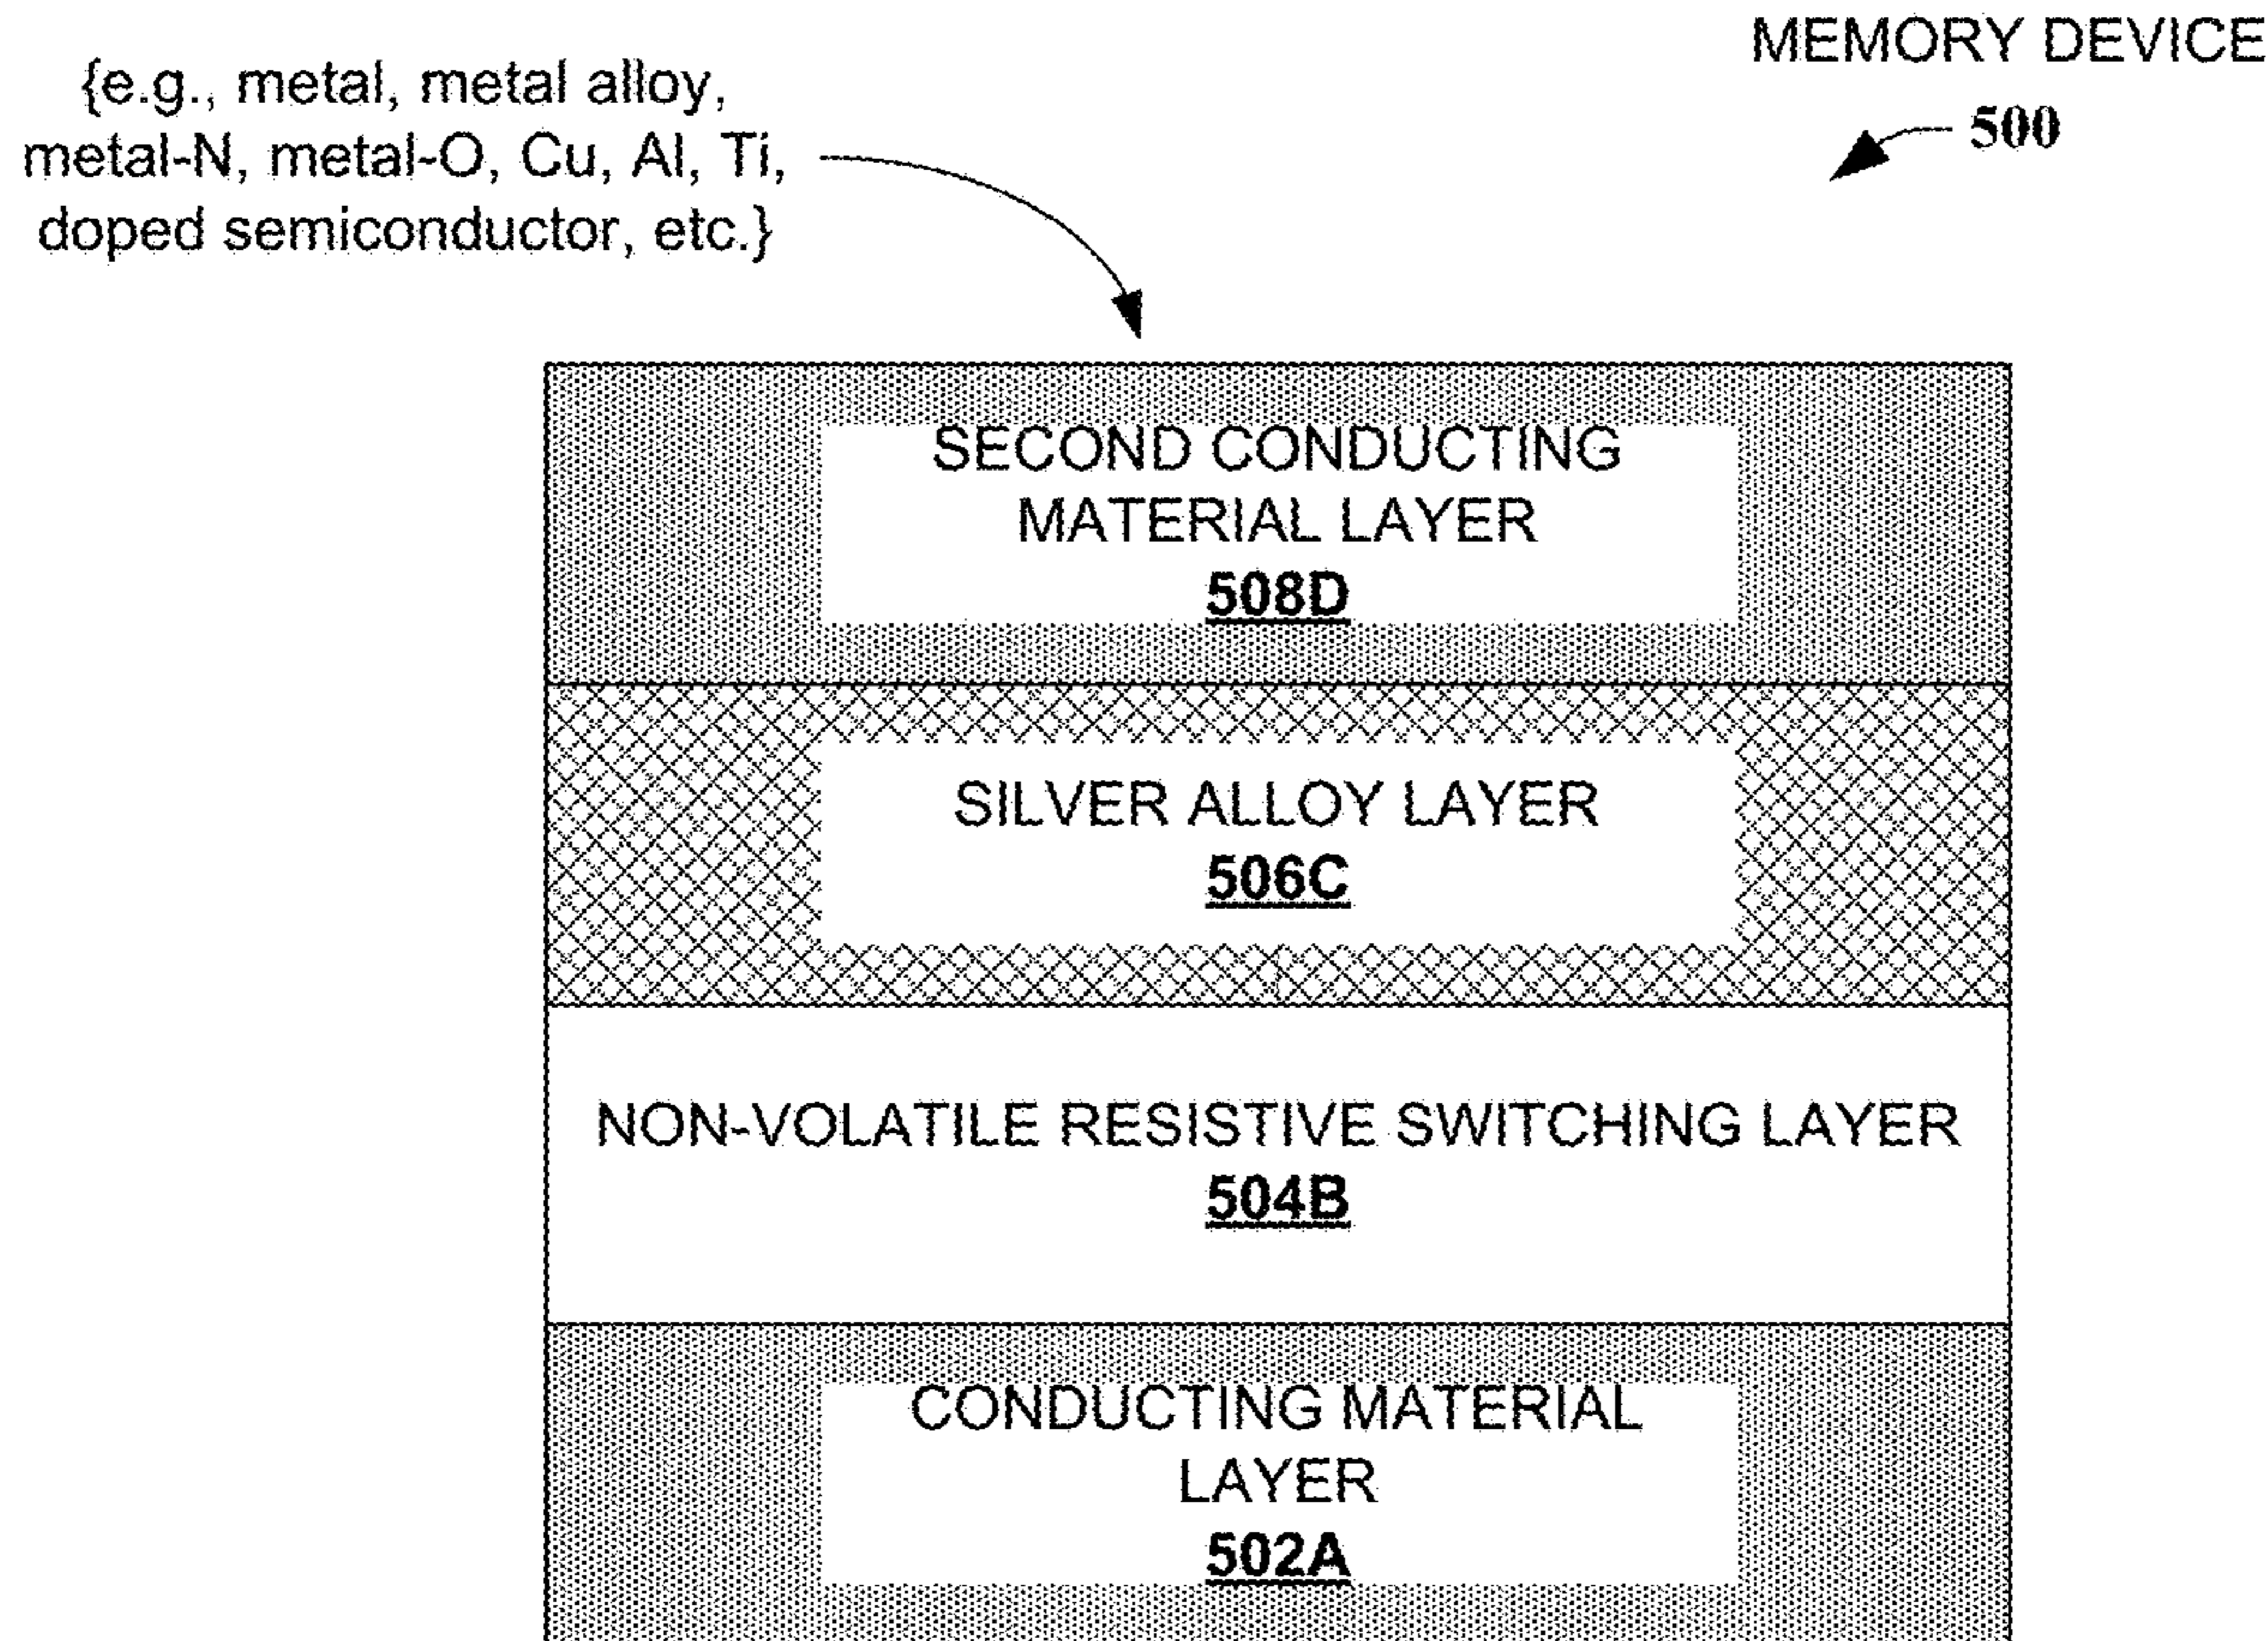 MEMORY DEVICE
500
{e.g., metal, metal alloy,
metal-N, metal-O, Cu, Al, Ti,
doped semiconductor, etc.}
SECOND CONDUCTING
MATERIAL LAYER
508D
SILVER ALLOY LAYER
506C
NON-VOLATILE RESISTIVE SWITCHING LAYER
504B
CONDUCTING MATERIAL
LAYER
502A